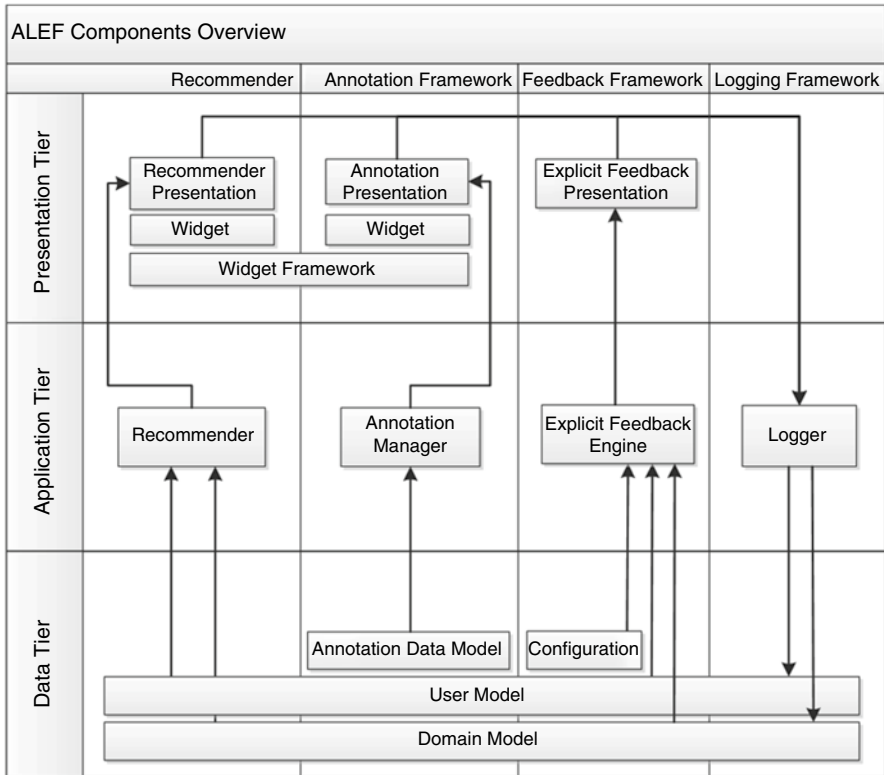 ALEF Components Overview
Recommender
Annotation Framework
Feedback Framework
Logging Framework
Presentation Tier
Recommender
Presentation
Annotation
Presentation
Explicit Feedback
Presentation
Widget
Widget
Widget Framework
Application Tier
Recommender
Annotation
Manager
Explicit Feedback
Engine
Logger
Data Tier
Annotation Data Model
Configuration
User Model
Domain Model